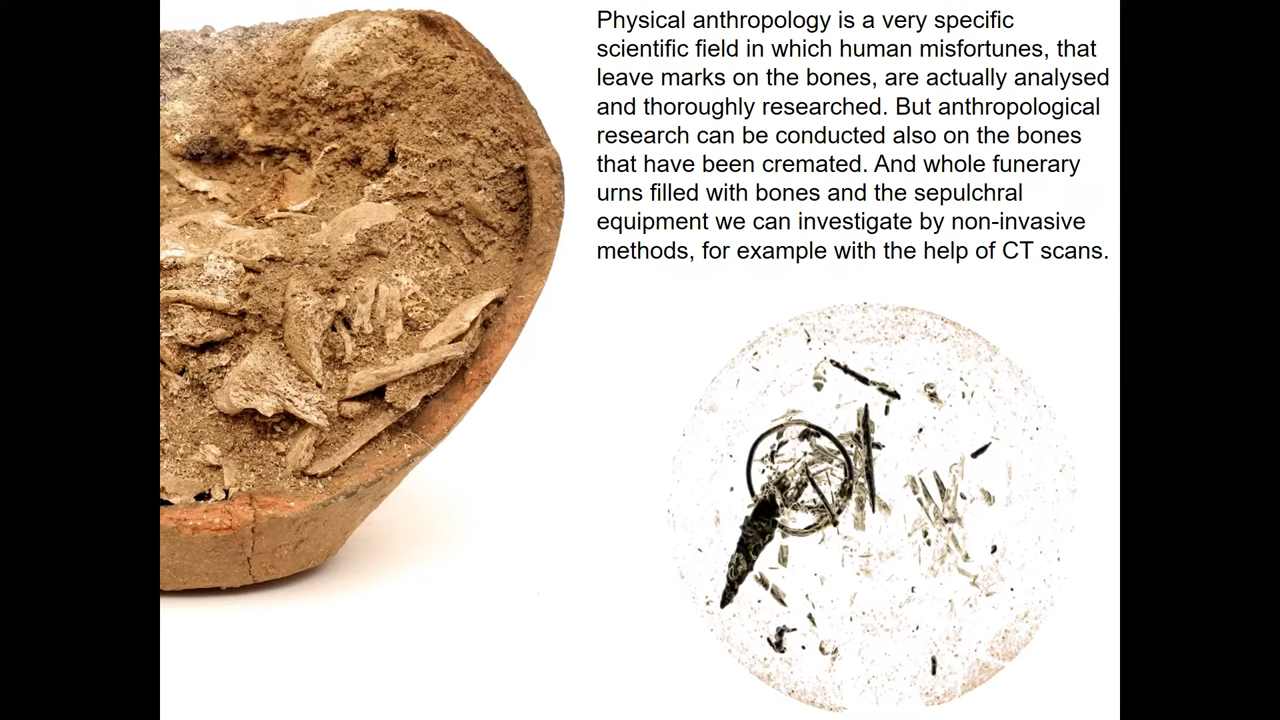 Physical anthropology is a very specific
scientific field in which human misfortunes, that
leave marks on the bones, are actually analysed
and thoroughly researched. But anthropological
research can be conducted also on the bones
that have been cremated. And whole funerary
urns filled with bones and the sepulchral
equipment we can investigate by non-invasive
methods, for example with the help of CT scans.